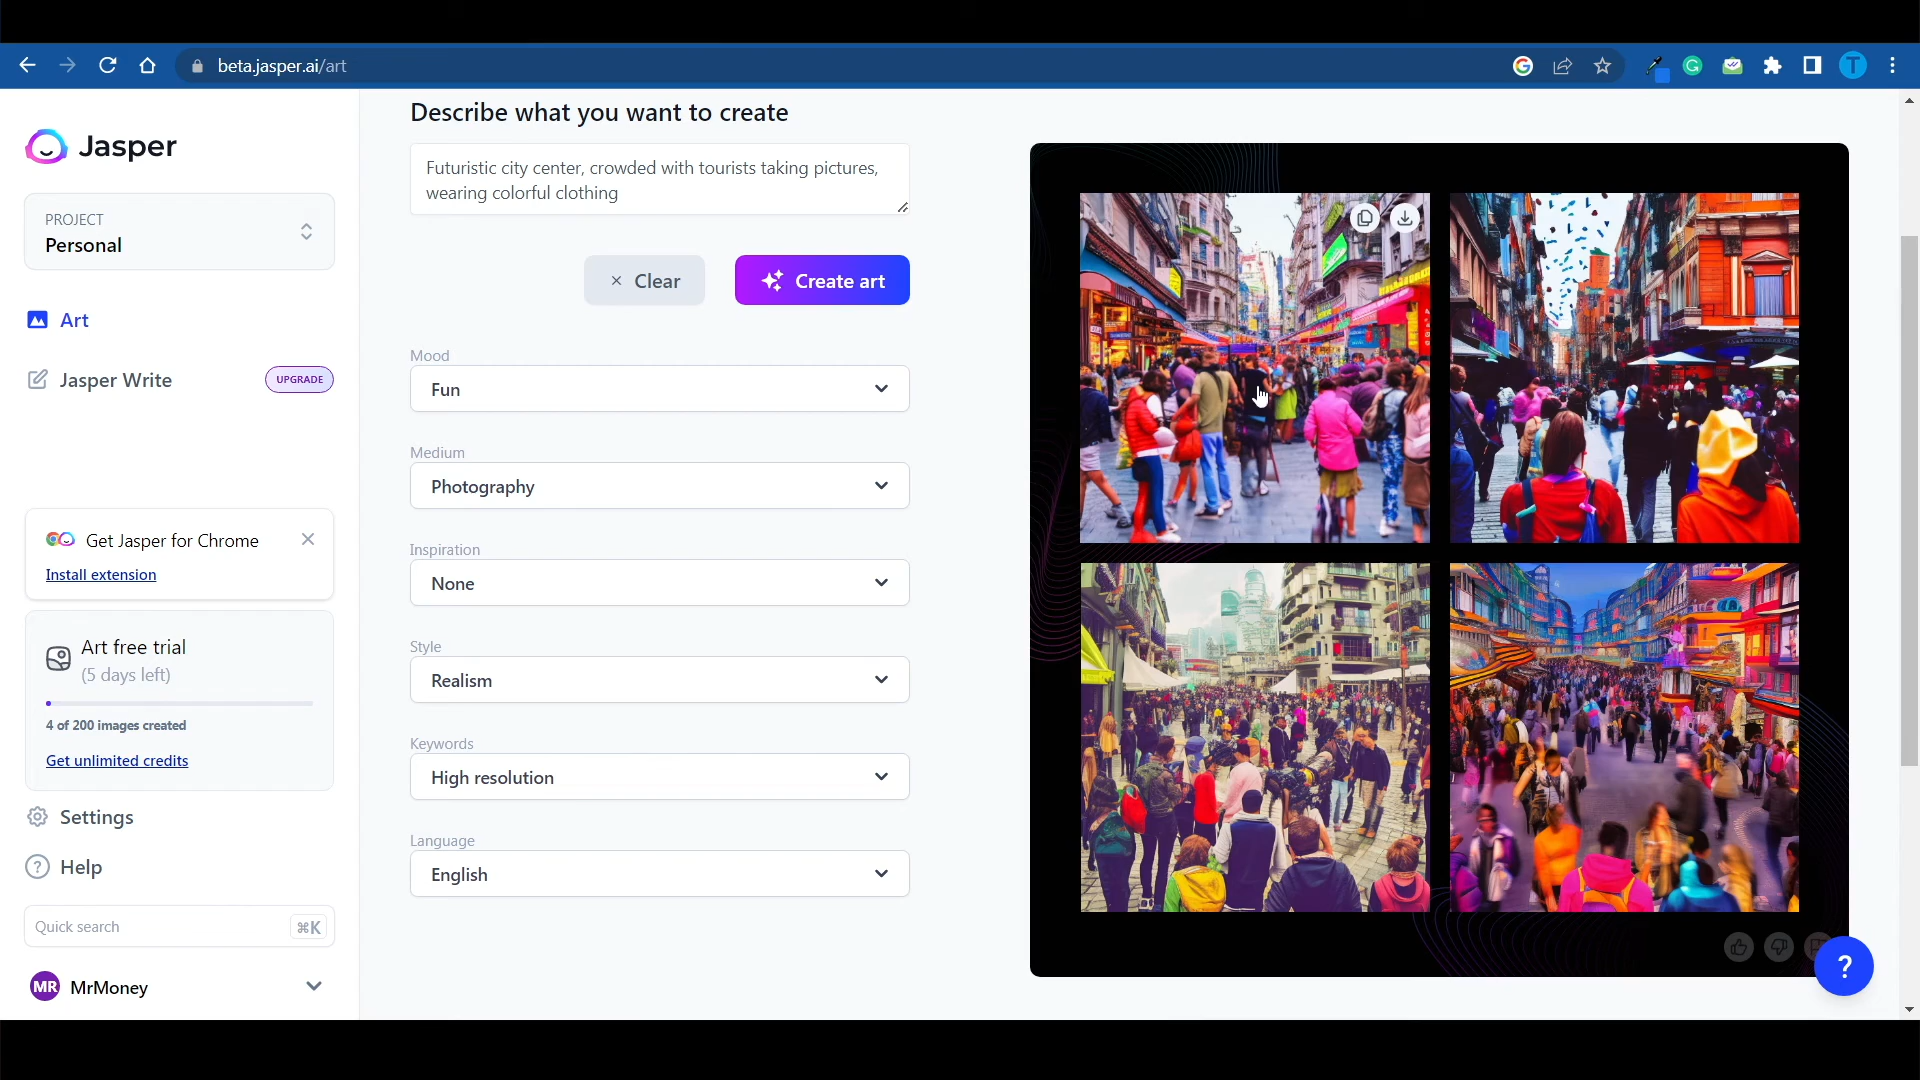 beta.jasper.ai/art
T
Jasper
PROJECT
Personal
Art
Jasper Write
UPGRADE
Get Jasper for Chrome
Install extension
Art free trial
(5 days left)
4 of 200 images created
Get unlimited credits
Settings
? Help
Quick search
⌘K
MR MrMoney
Describe what you want to create
Futuristic city center, crowded with tourists taking pictures,
wearing colorful clothing
× Clear
Create art
Mood
Fun
Medium
Photography
Inspiration
None
Style
Realism
Keywords
High resolution
Language
English
?